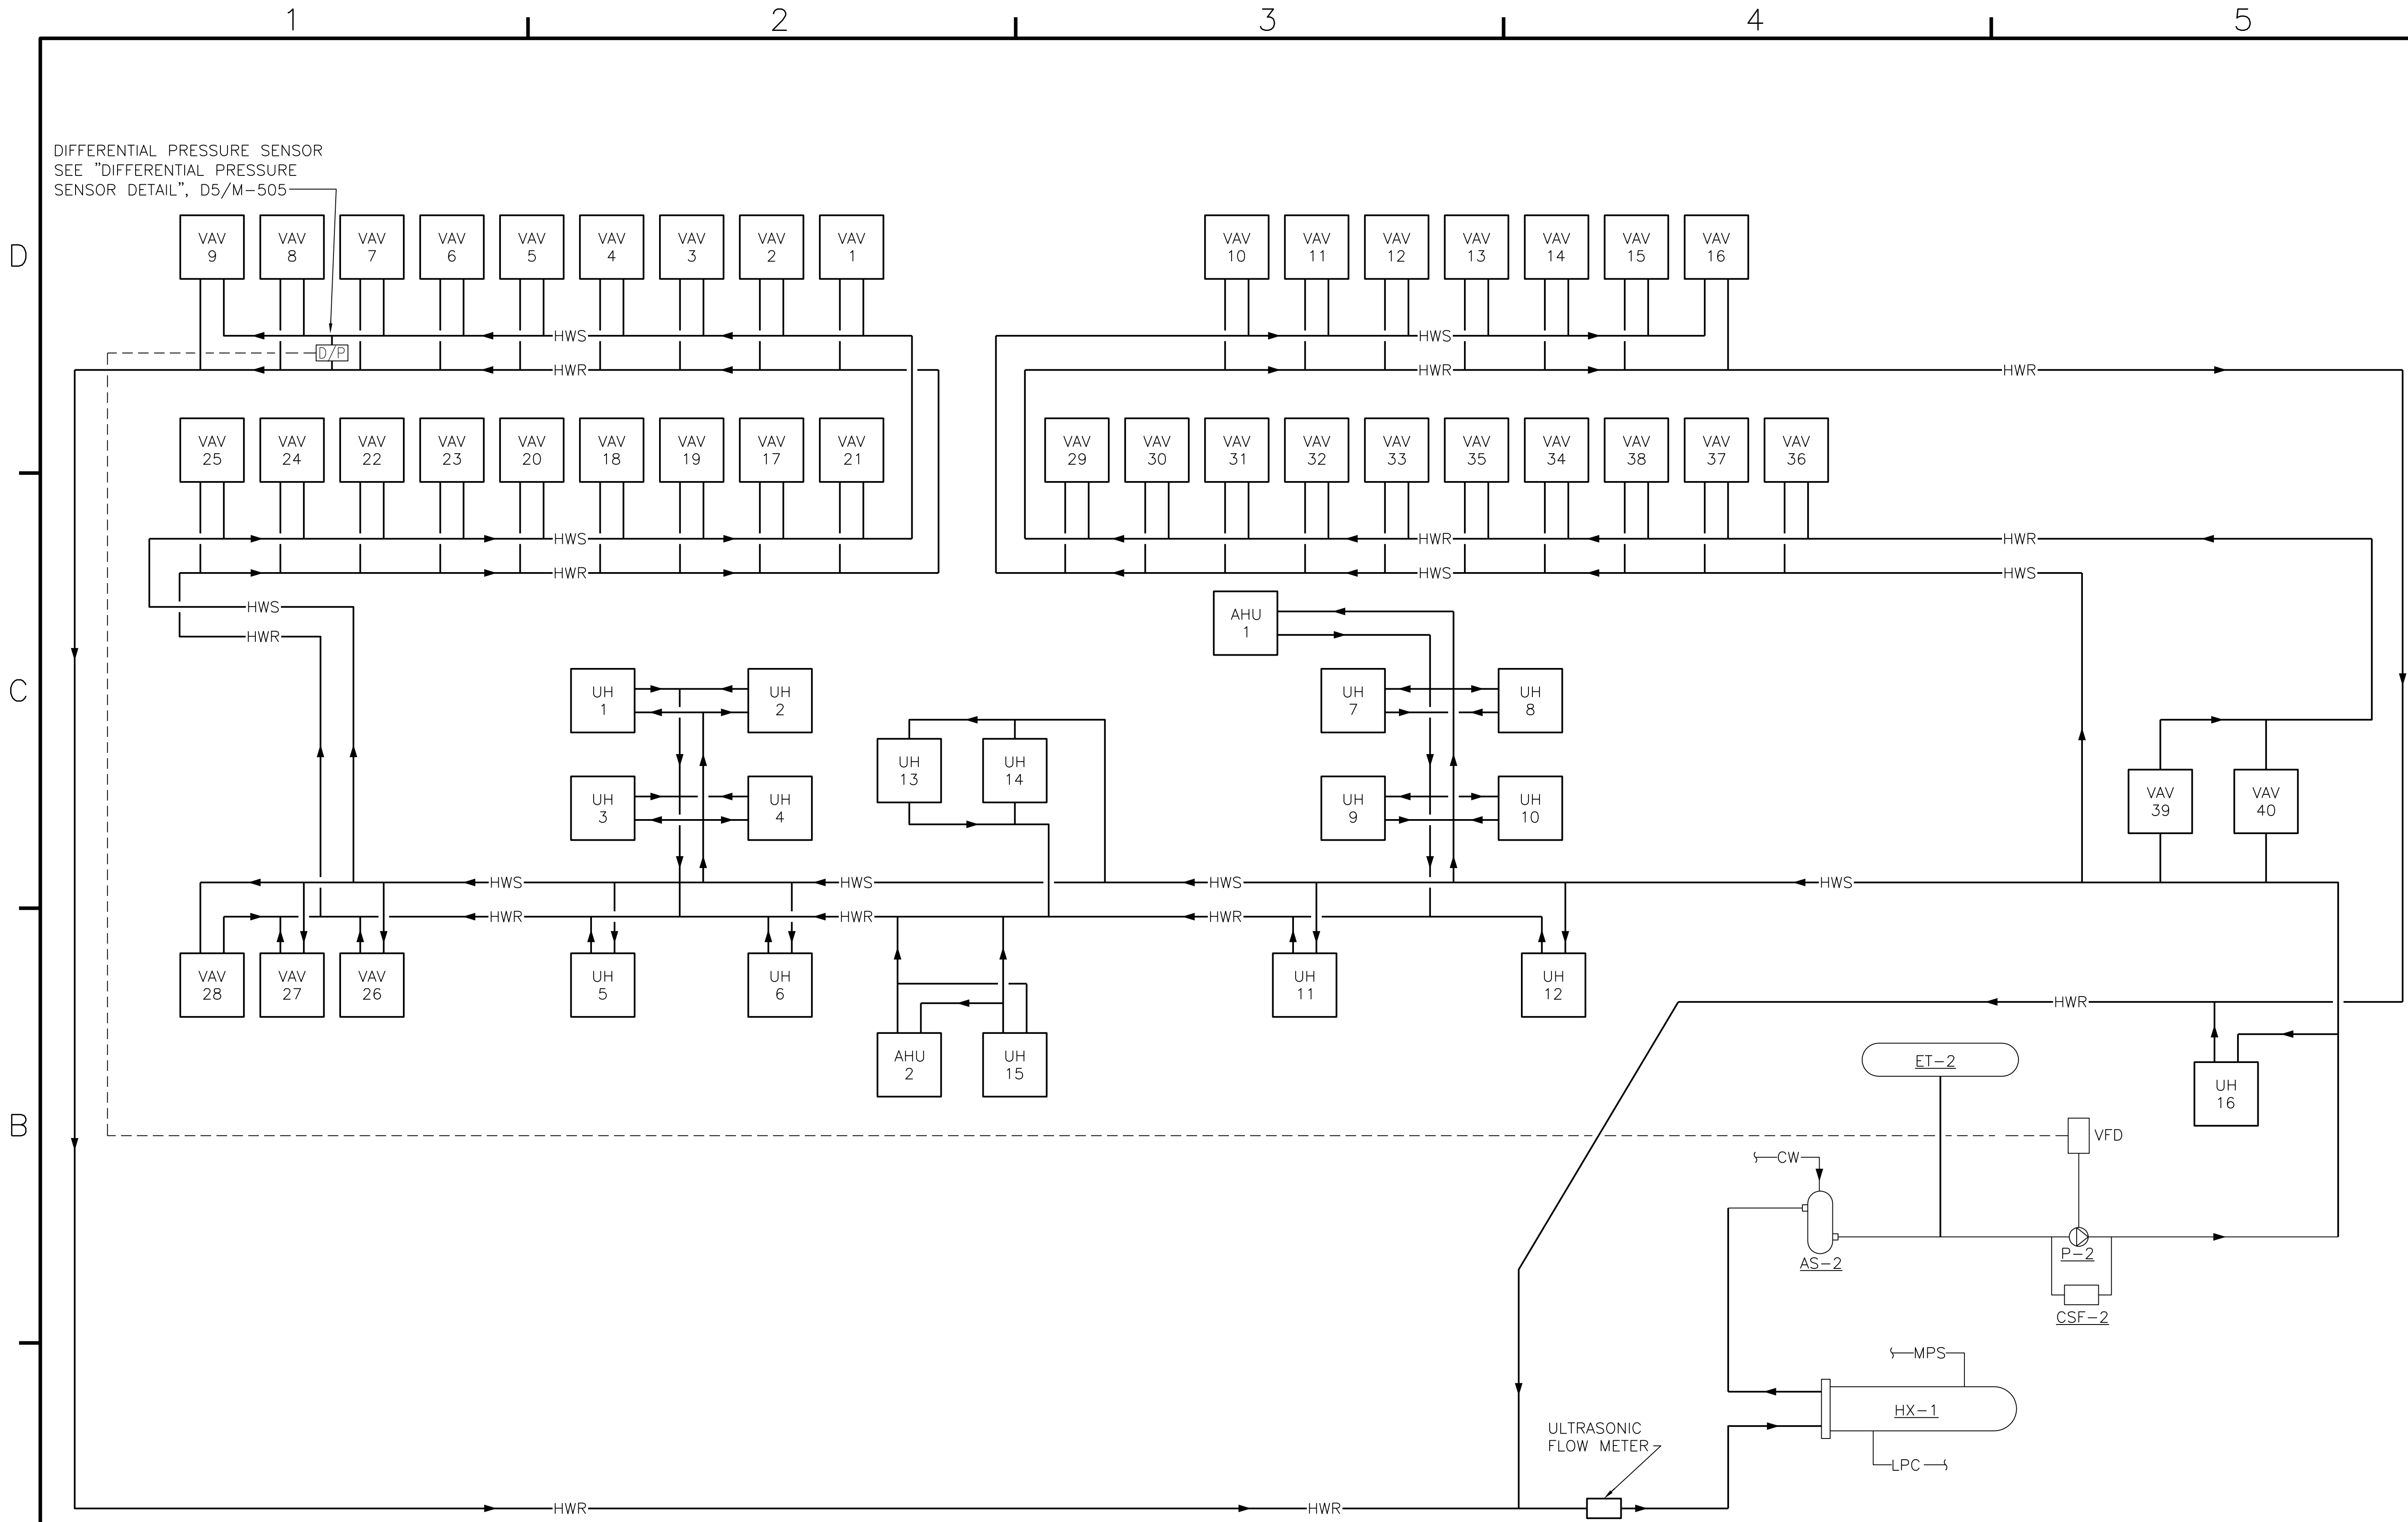 1
2
3
4
5
DIFFERENTIAL PRESSURE SENSOR
SEE "DIFFERENTIAL PRESSURE
SENSOR DETAIL", D5/M-505
D
VAV
9
VAV
8
VAV
7
VAV
6
VAV
5
VAV
4
VAV
3
VAV
2
VAV
1
VAV
10
VAV
11
VAV
12
VAV
13
VAV
14
VAV
15
VAV
16
HWS
HWS
D/P
HWR
HWR
HWR
VAV
25
VAV
24
VAV
22
VAV
23
VAV
20
VAV
18
VAV
19
VAV
17
VAV
21
VAV
29
VAV
30
VAV
31
VAV
32
VAV
33
VAV
35
VAV
34
VAV
38
VAV
37
VAV
36
HWS
HWR
HWR
HWR
HWS
HWS
HWS
HWR
AHU
1
C
UH
1
UH
2
UH
7
UH
8
UH
13
UH
14
UH
3
UH
4
UH
9
UH
10
VAV
39
VAV
40
HWS
HWS
HWS
HWS
HWR
HWR
HWR
VAV
28
VAV
27
VAV
26
UH
5
UH
6
UH
11
UH
12
HWR
AHU
2
UH
15
ET-2
UH
16
B
VFD
CW
AS-2
P-2
CSF-2
MPS
HX-1
LPC
ULTRASONIC
FLOW METER
HWR
HWR